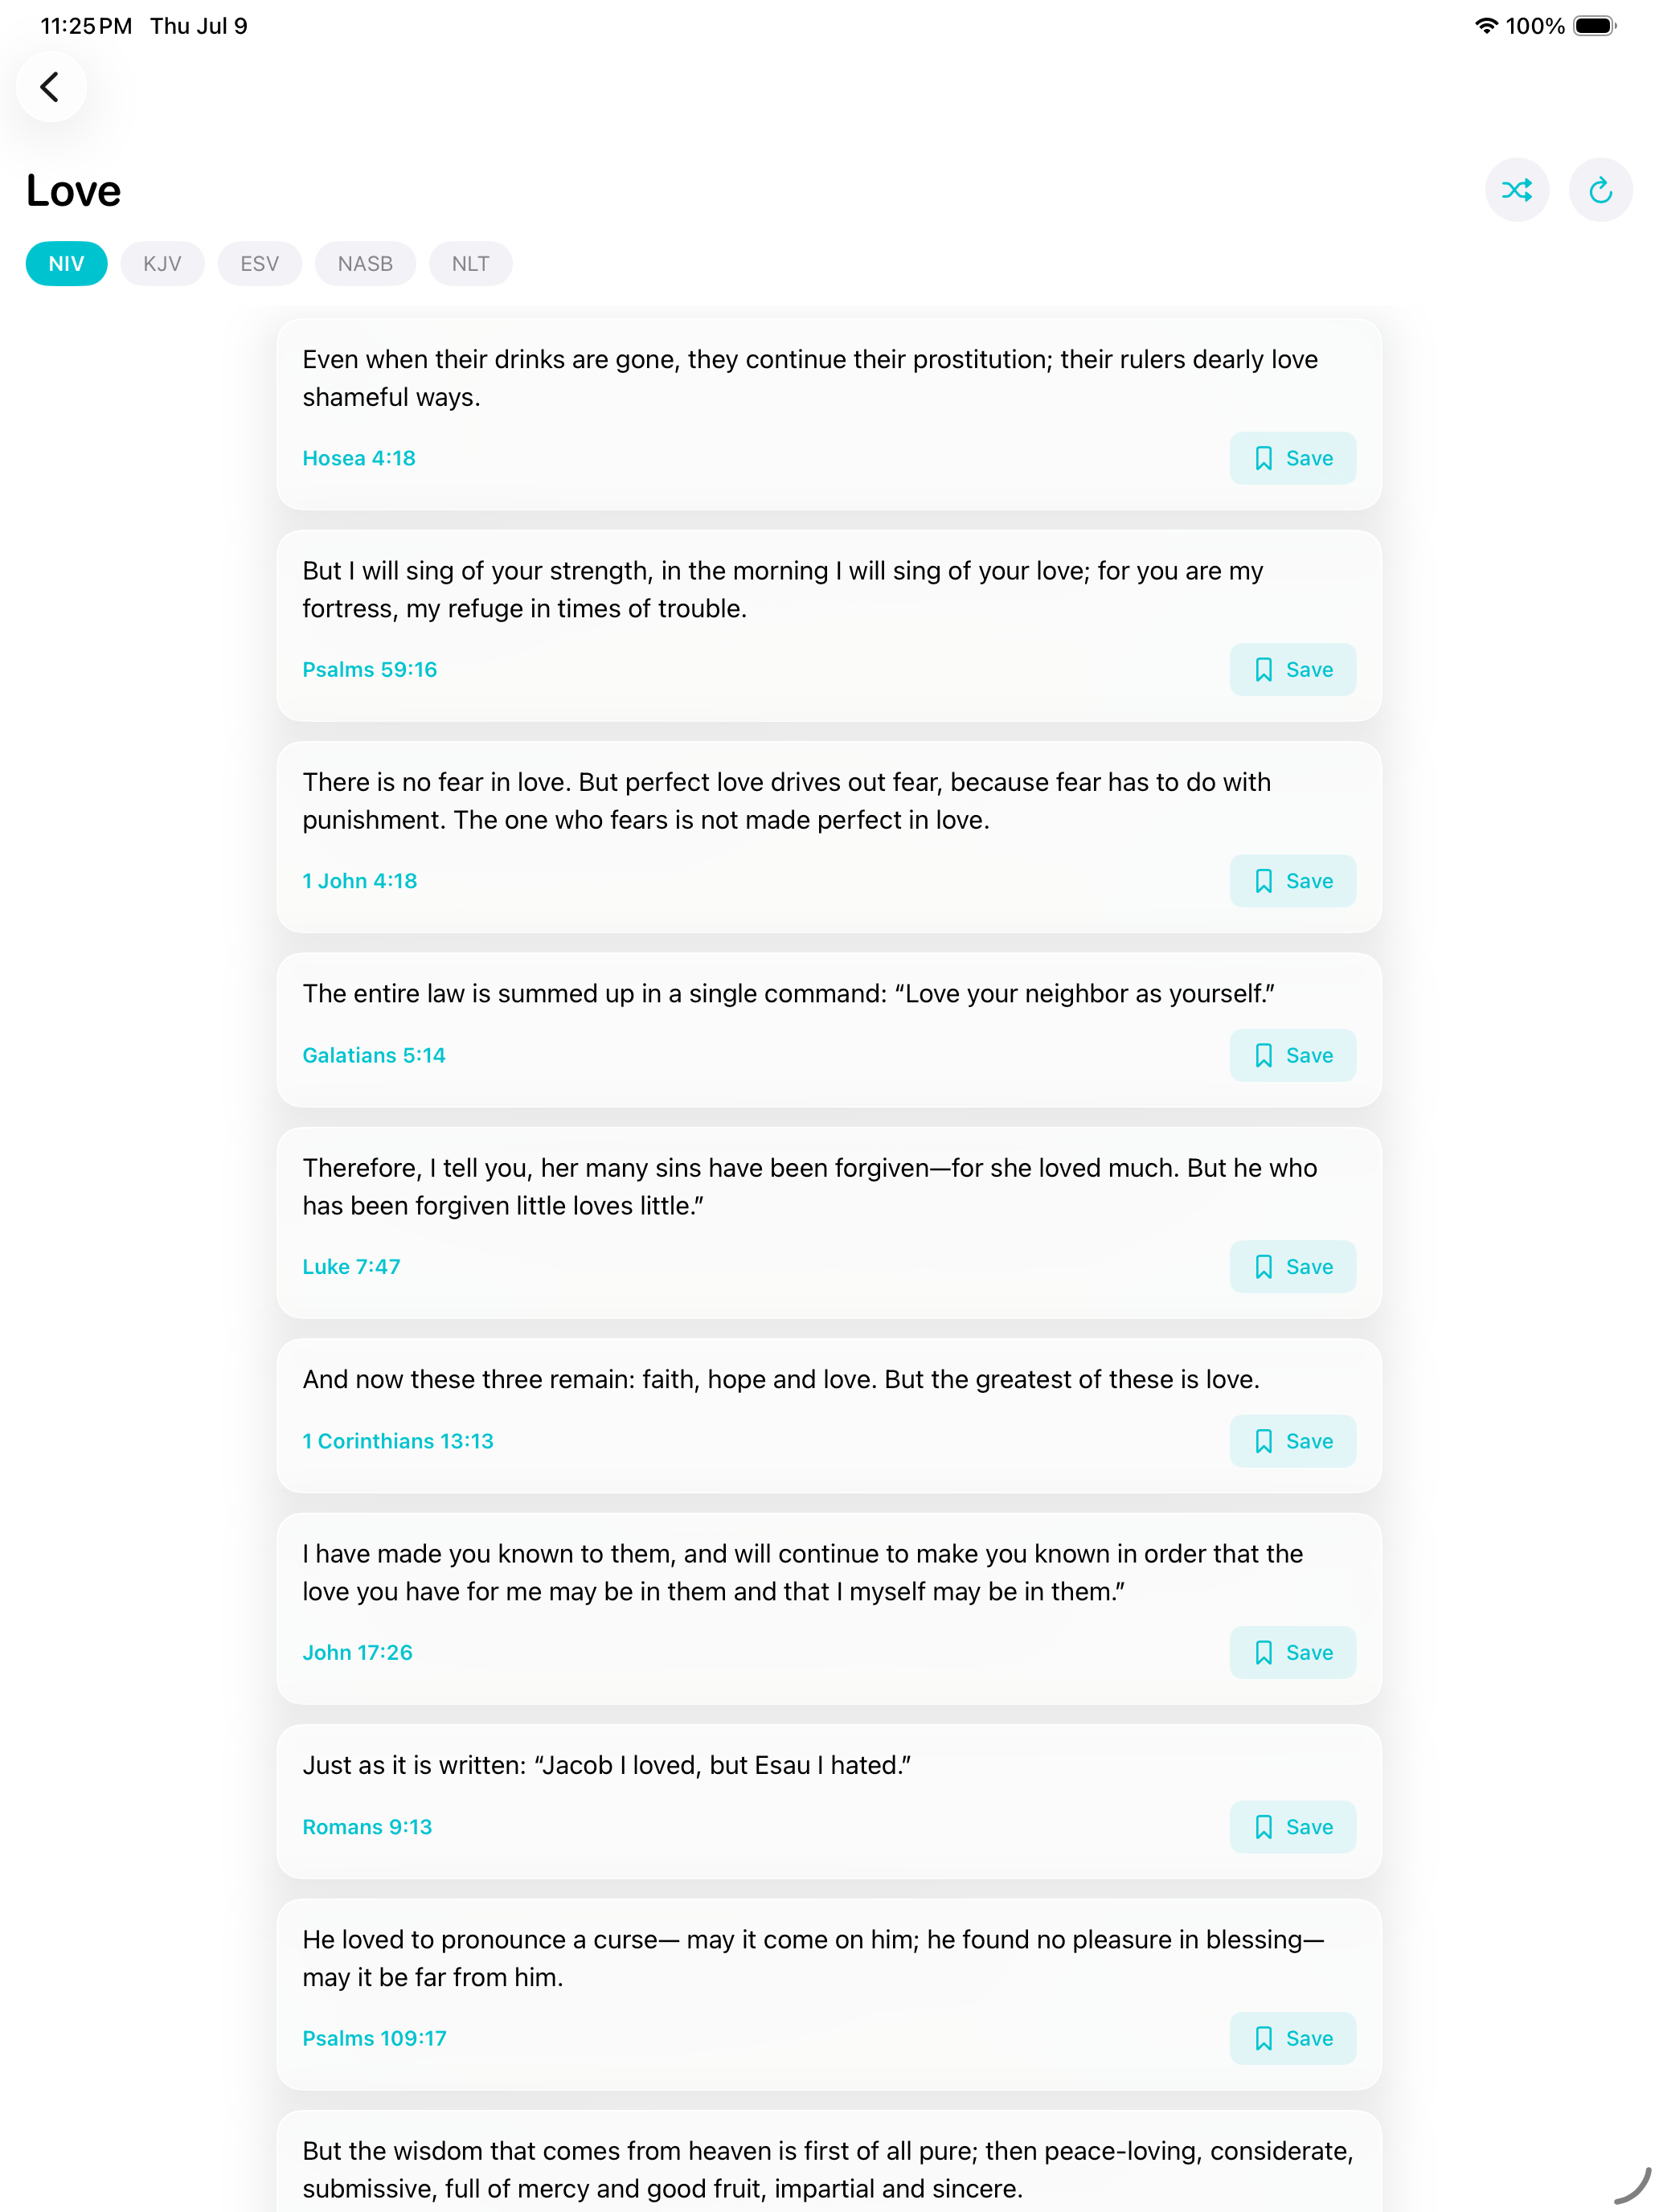 11:25 PM Thu Jul 9
100%
Love
NIV KJV ESV NASB NLT
Even when their drinks are gone, they continue their prostitution; their rulers dearly love
shameful ways.
Hosea 4:18 Save
But I will sing of your strength, in the morning I will sing of your love; for you are my
fortress, my refuge in times of trouble.
Psalms 59:16 Save
There is no fear in love. But perfect love drives out fear, because fear has to do with
punishment. The one who fears is not made perfect in love.
1 John 4:18 Save
The entire law is summed up in a single command: “Love your neighbor as yourself.”
Galatians 5:14 Save
Therefore, I tell you, her many sins have been forgiven—for she loved much. But he who
has been forgiven little loves little.”
Luke 7:47 Save
And now these three remain: faith, hope and love. But the greatest of these is love.
1 Corinthians 13:13 Save
I have made you known to them, and will continue to make you known in order that the
love you have for me may be in them and that I myself may be in them.”
John 17:26 Save
Just as it is written: “Jacob I loved, but Esau I hated.”
Romans 9:13 Save
He loved to pronounce a curse— may it come on him; he found no pleasure in blessing—
may it be far from him.
Psalms 109:17 Save
But the wisdom that comes from heaven is first of all pure; then peace-loving, considerate,
submissive, full of mercy and good fruit, impartial and sincere.